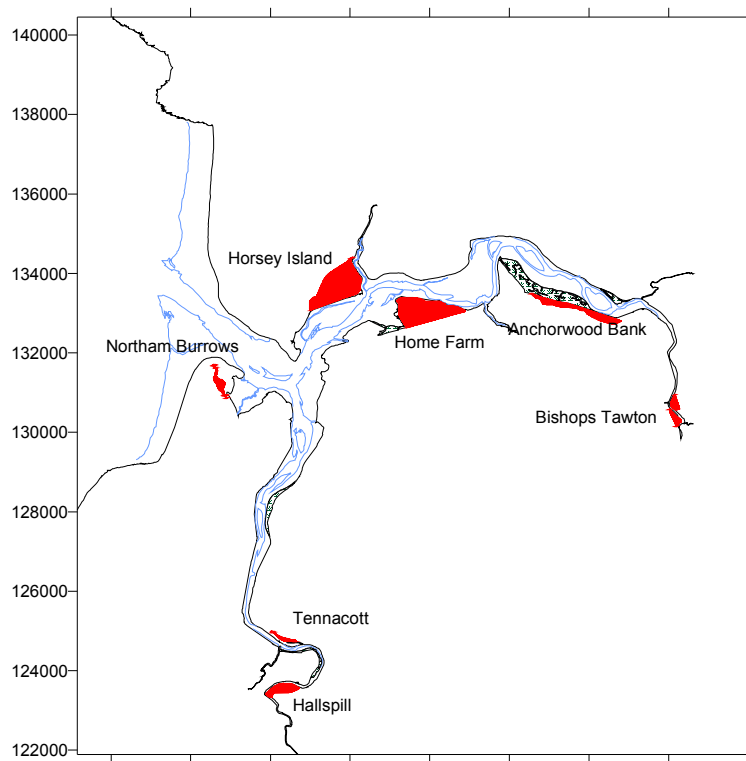 140000
138000
136000
134000
Horsey Island
132000
Northam Burrows
Home Farm
Anchorwood Bank
Bishops Tawton
130000
128000
126000
Tennacott
124000
Hallspill
122000